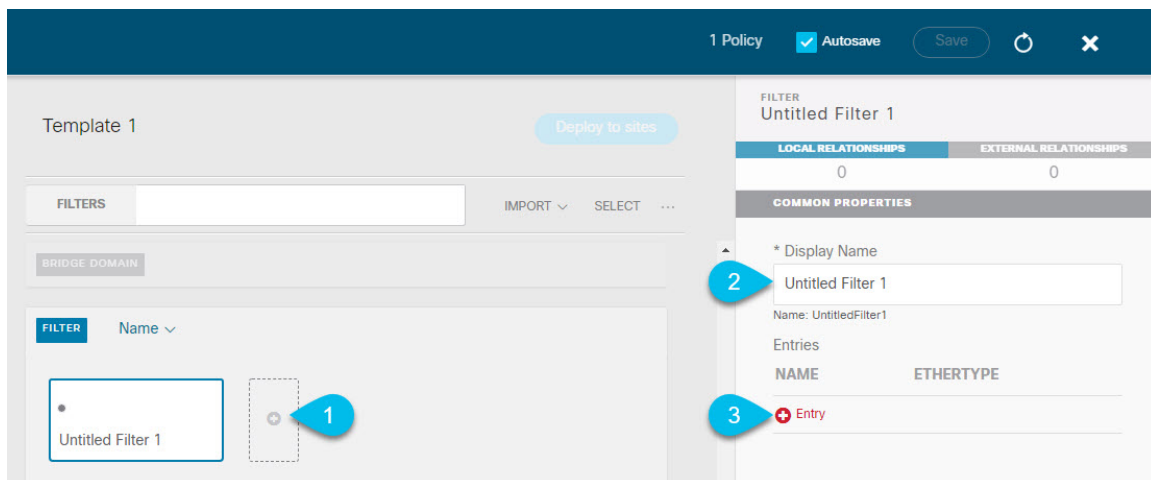 1 Policy Autosave Save
Template 1
Deploy to sites
FILTERS
IMPORT SELECT ...
BRIDGE DOMAIN
FILTER Name
Untitled Filter 1
1
FILTER
Untitled Filter 1
LOCAL RELATIONSHIPS EXTERNAL RELATIONSHIPS
0 0
COMMON PROPERTIES
* Display Name
2 Untitled Filter 1
Name: UntitledFilter1
Entries
NAME ETHERTYPE
3 Entry